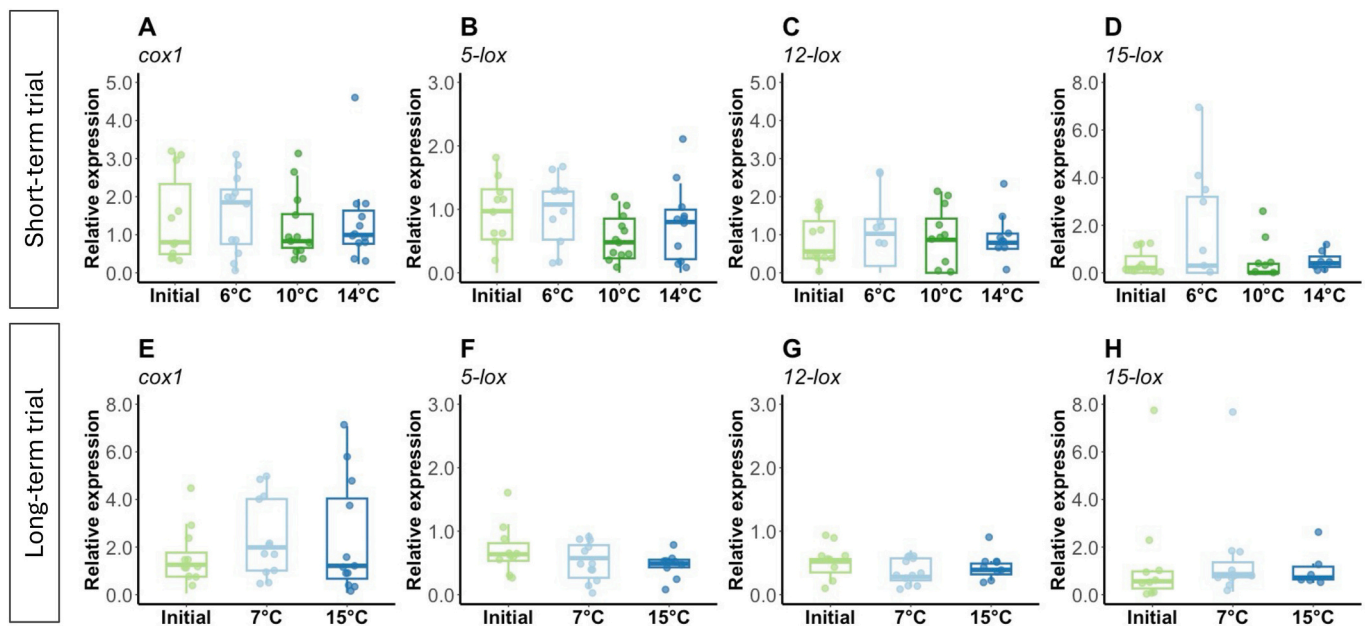 Short-term trial
A
cox1
Relative expression
5.0
4.0
3.0
2.0
1.0
0.0
Initial 6°C 10°C 14°C
B
5-lox
Relative expression
3.0
2.0
1.0
0.0
Initial 6°C 10°C 14°C
C
12-lox
Relative expression
5.0
4.0
3.0
2.0
1.0
0.0
Initial 6°C 10°C 14°C
D
15-lox
Relative expression
8.0
6.0
4.0
2.0
0.0
Initial 6°C 10°C 14°C
Long-term trial
E
cox1
Relative expression
8.0
6.0
4.0
2.0
0.0
Initial 7°C 15°C
F
5-lox
Relative expression
3.0
2.0
1.0
0.0
Initial 7°C 15°C
G
12-lox
Relative expression
3.0
2.0
1.0
0.0
Initial 7°C 15°C
H
15-lox
Relative expression
8.0
6.0
4.0
2.0
0.0
Initial 7°C 15°C